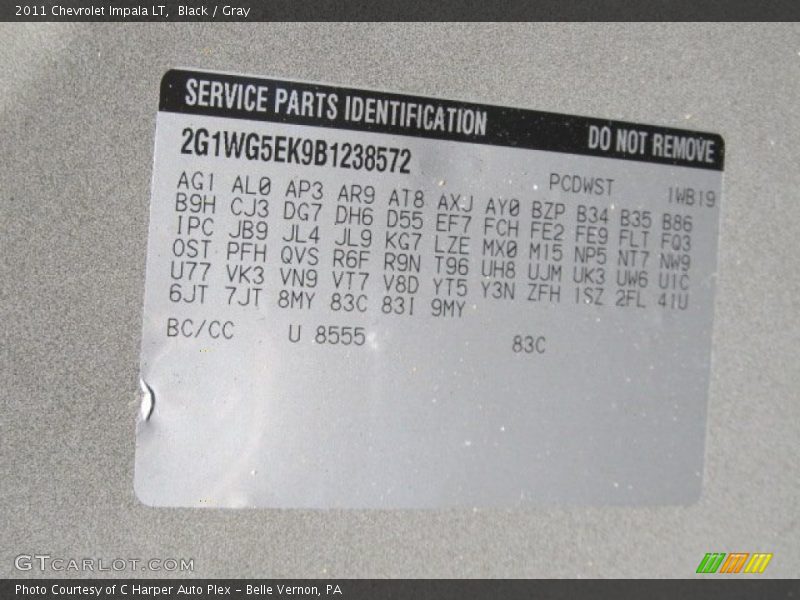 2011 Chevrolet Impala LT, Black / Gray
SERVICE PARTS IDENTIFICATION DO NOT REMOVE
2G1WG5EK9B1238572 PCDWST 1WB19
AG1 AL0 AP3 AR9 AT8 AXJ AY0 BZP B34 B35 B86
B9H CJ3 DG7 DH6 D55 EF7 FCH FE2 FE9 FLT FQ3
IPC JB9 JL4 JL9 KG7 LZE MX0 M15 NP5 NT7 NW9
OST PFH QVS R6F R9N T96 UH8 UJM UK3 UW6 U1C
U77 VK3 VN9 VT7 V8D YT5 Y3N ZFH 1SZ 2FL 41U
6JT 7JT 8MY 83C 83I 9MY
BC/CC U 8555 83C
GTCARLOT.COM
Photo Courtesy of C Harper Auto Plex – Belle Vernon, PA